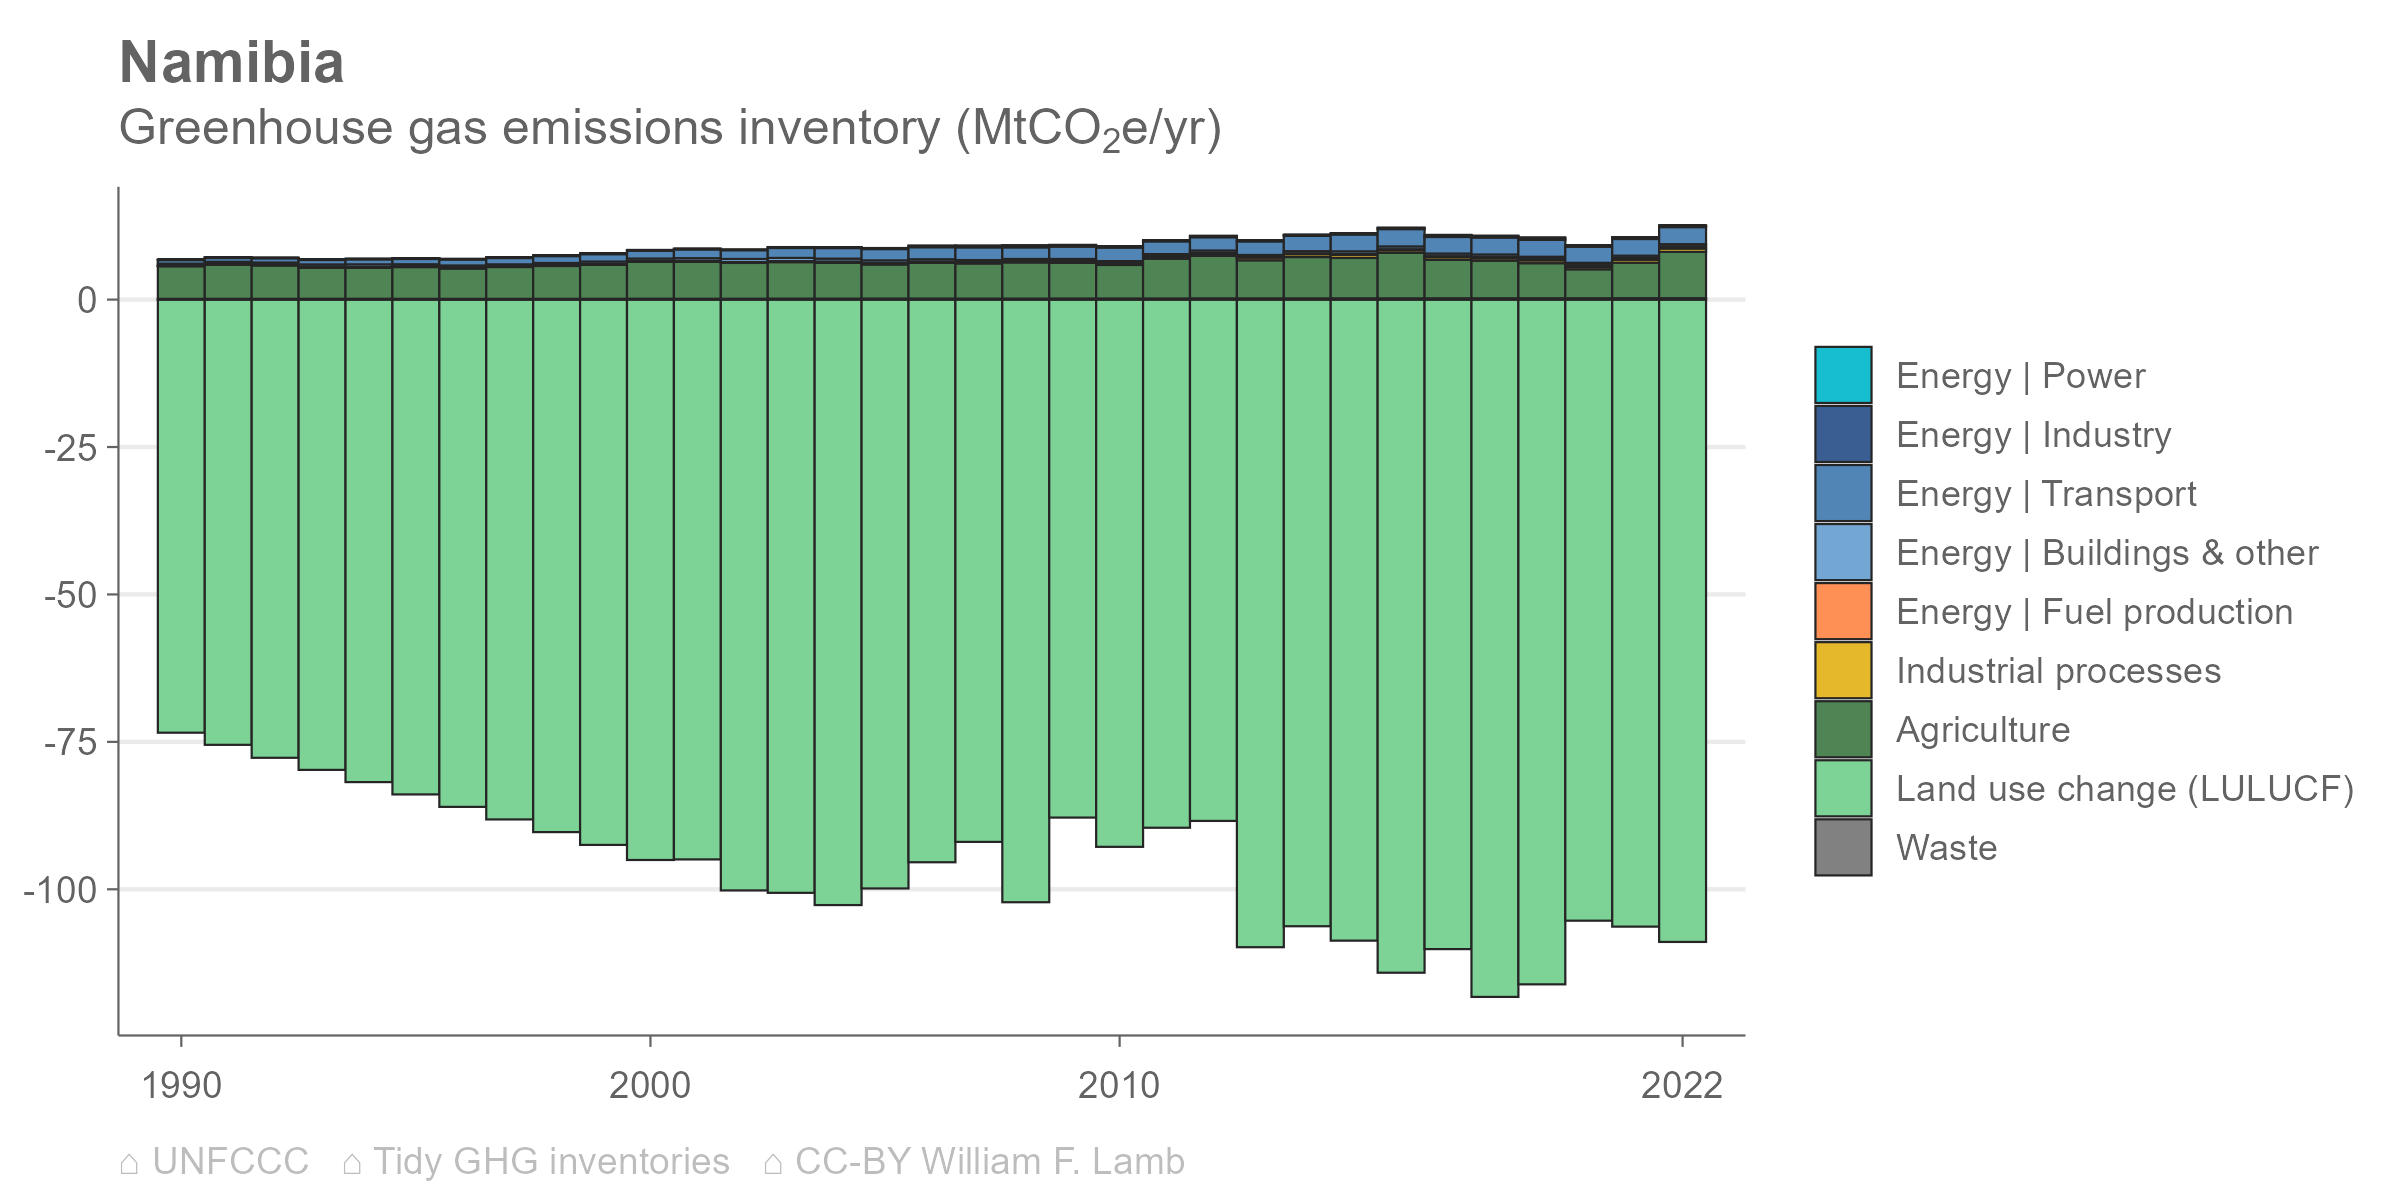 Namibia
Greenhouse gas emissions inventory (MtCO₂e/yr)
0
-25
-50
-75
-100
1990 2000 2010 2022
Energy | Power
Energy | Industry
Energy | Transport
Energy | Buildings & other
Energy | Fuel production
Industrial processes
Agriculture
Land use change (LULUCF)
Waste
⌂ UNFCCC ⌂ Tidy GHG inventories ⌂ CC-BY William F. Lamb